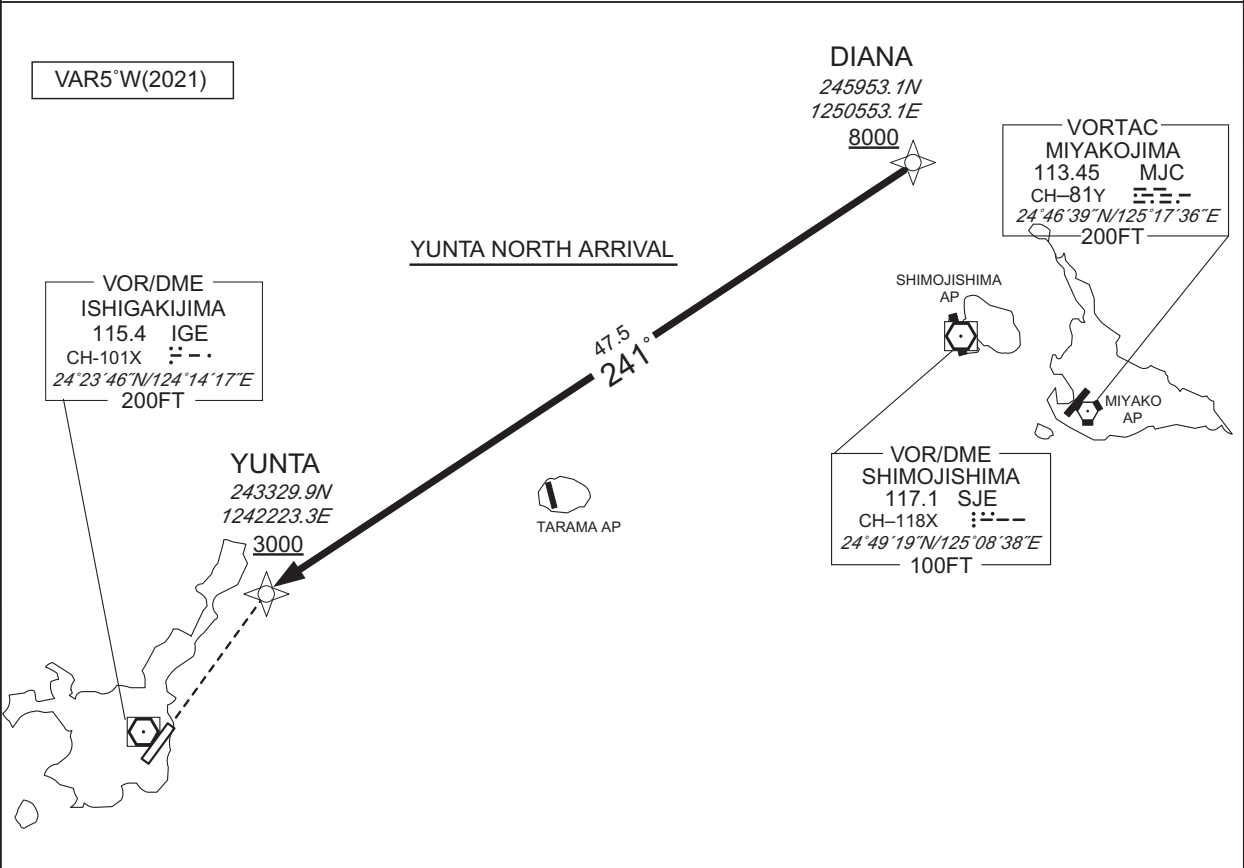 VAR5°W(2021)
DIANA
245953.1N
1250553.1E
8000
VORTAC
MIYAKOJIMA
113.45 MJC
CH–81Y
24°46´39˝N/125°17´36˝E
200FT
YUNTA NORTH ARRIVAL
VOR/DME
ISHIGAKIJIMA
115.4 IGE
CH-101X
24°23´46˝N/124°14´17˝E
200FT
SHIMOJISHIMA
AP
47.5
241°
MIYAKO
AP
YUNTA
243329.9N
1242223.3E
3000
TARAMA AP
VOR/DME
SHIMOJISHIMA
117.1 SJE
CH–118X
24°49´19˝N/125°08´38˝E
100FT